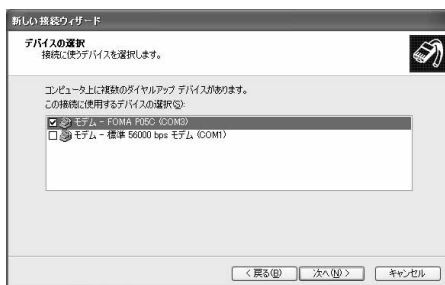 新しい接続ウィザード
デバイスの選択
接続に使うデバイスを選択します。
コンピュータ上に複数のダイヤルアップ デバイスがあります。
この接続に使用するデバイスの選択(S):
モデム - FOMA P05C (COM3)
モデム - 標準 56000 bps モデム (COM1)
< 戻る(B)
次へ(N) >
キャンセル